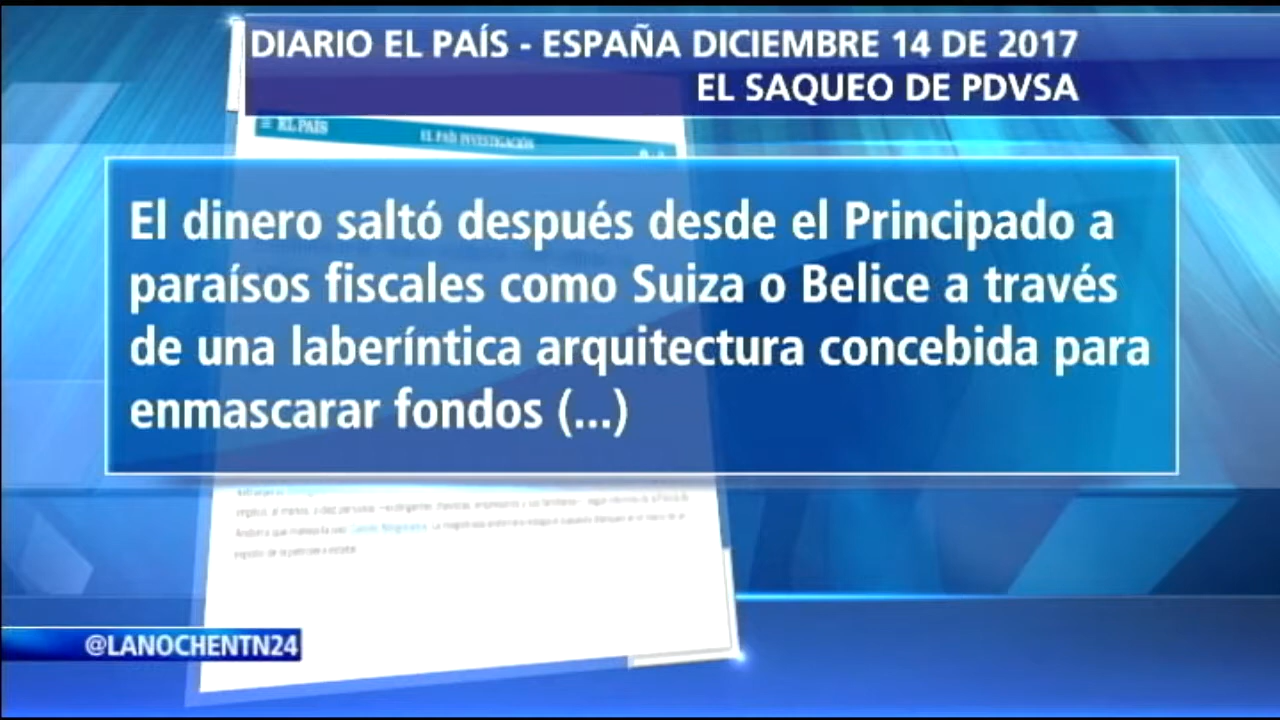 DIARIO EL PAÍS - ESPAÑA DICIEMBRE 14 DE 2017
EL SAQUEO DE PDVSA
EL PAÍS
EL PAÍS INVESTIGACIÓN
El dinero saltó después desde el Principado a
paraísos fiscales como Suiza o Belice a través
de una laberíntica arquitectura concebida para
enmascarar fondos (...)
@LANOCHENTN24